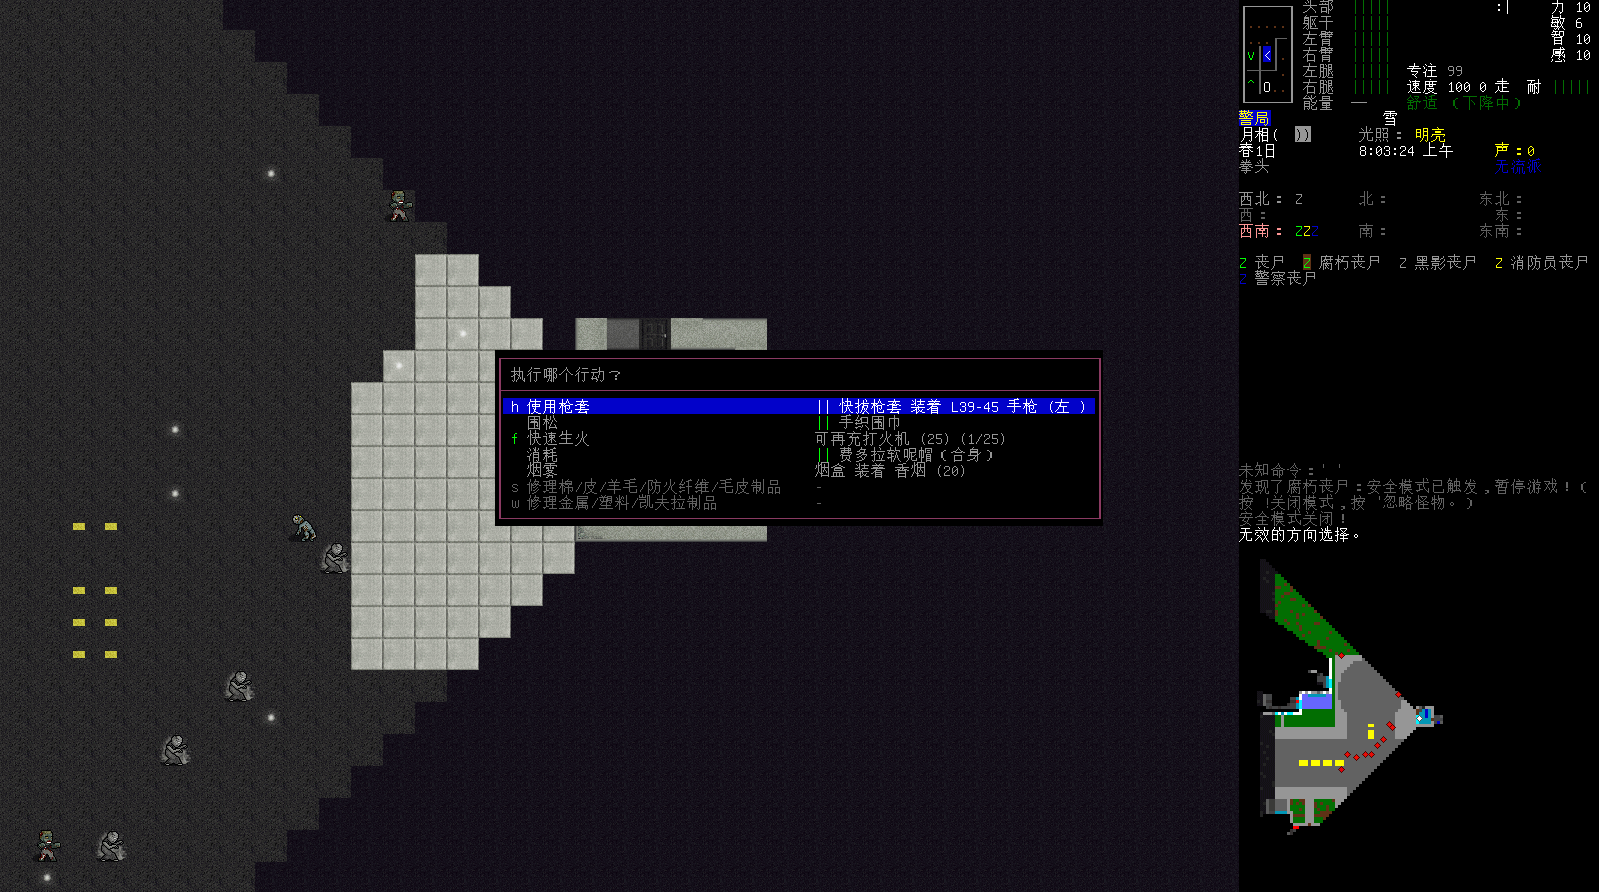 执行哪个行动？
h 使用枪套 || 快拔枪套 装着 L39-45 手枪 (左 )
围松 || 手织围巾
f 快速生火 可再充打火机 (25) (1/25)
消耗 || 费多拉软呢帽 (合身)
烟雾 烟盒 装着 香烟 (20)
s 修理棉/皮/羊毛/防火纤维/毛皮制品 -
w 修理金属/塑料/凯夫拉制品 -
头部 ||||| :| 力 10
躯干 ||||| 敏 6
左臂 ||||| 智 10
右臂 ||||| 感 10
左腿 ||||| 专注 99
右腿 ||||| 速度 100 0 走 耐 |||||
能量 — 舒适 (下降中)
警局 雪
月相( )) 光照： 明亮
春1日 8:03:24 上午 声：0
拳头 无流派
西北： Z 北： 东北：
西： 东：
西南： ZZZ 南： 东南：
Z 丧尸 Z 腐朽丧尸 Z 黑影丧尸 Z 消防员丧尸
Z 警察丧尸
未知命令：' '
发现了腐朽丧尸：安全模式已触发，暂停游戏！(
按 !关闭模式，按 '忽略怪物。)
安全模式关闭！
无效的方向选择。